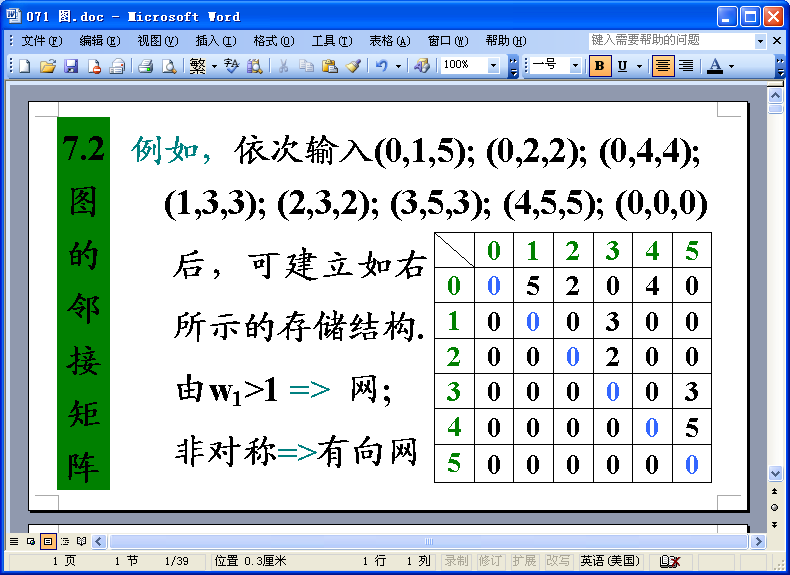 071 图.doc - Microsoft Word
文件(F) 编辑(E) 视图(V) 插入(I) 格式(O) 工具(T) 表格(A) 窗口(W) 帮助(H) 键入需要帮助的问题
繁 100% 一号 B U A
7.2图的邻接矩阵
例如，依次输入(0,1,5); (0,2,2); (0,4,4);
(1,3,3); (2,3,2); (3,5,3); (4,5,5); (0,0,0)
后，可建立如右
所示的存储结构.
由w₁>1 => 网;
非对称=>有向网
0 1 2 3 4 5
0 0 5 2 0 4 0
1 0 0 0 3 0 0
2 0 0 0 2 0 0
3 0 0 0 0 0 3
4 0 0 0 0 0 5
5 0 0 0 0 0 0
1 页 1 节 1/39 位置 0.3厘米 1 行 1 列 录制 修订 扩展 改写 英语(美国)